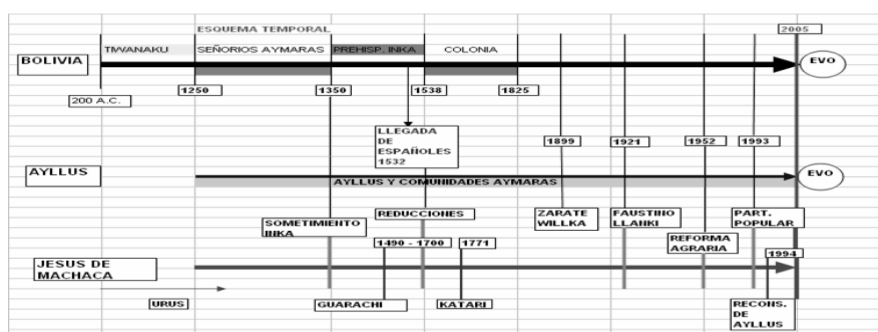 ESQUEMA TEMPORAL
2005
TIWANAKU
SEÑORIOS AYMARAS
PREHISP. INKA
COLONIA
BOLIVIA
EVO
200 A.C.
1250
1350
1538
1825
LLEGADA
DE
ESPAÑOLES
1532
1899
1921
1952
1993
AYLLUS
EVO
AYLLUS Y COMUNIDADES AYMARAS
SOMETIMIENTO
INKA
REDUCCIONES
ZARATE
WILLKA
FAUSTINO
LLANKI
PART.
POPULAR
REFORMA
AGRARIA
1490 - 1700
1771
1994
JESUS DE
MACHACA
URUS
GUARACHI
KATARI
RECONS.
DE
AYLLUS